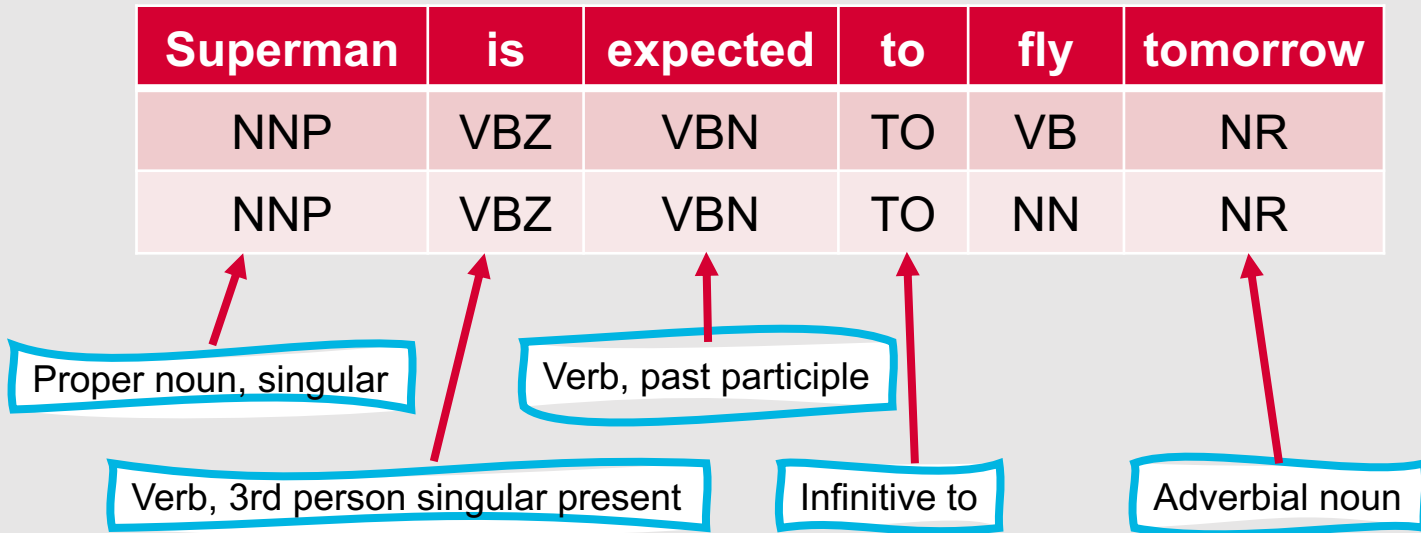 Superman is expected to fly tomorrow
NNP VBZ VBN TO VB NR
NNP VBZ VBN TO NN NR
Proper noun, singular
Verb, past participle
Verb, 3rd person singular present
Infinitive to
Adverbial noun